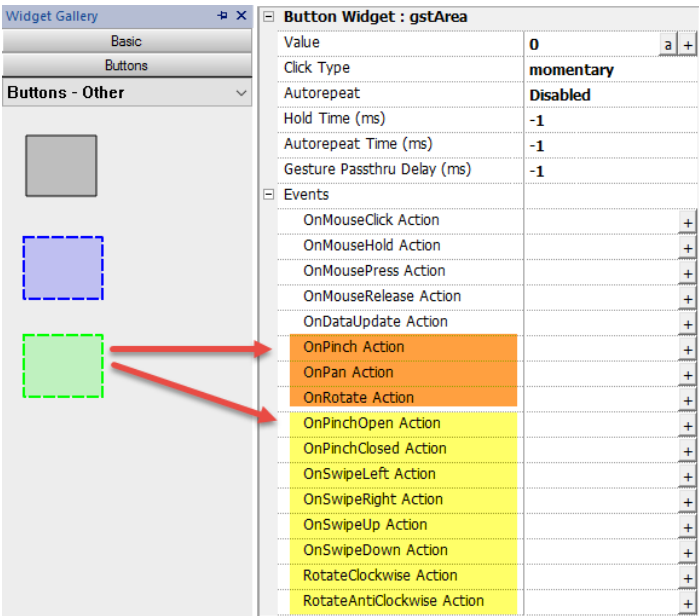 Widget Gallery
Basic
Buttons
Buttons - Other
Button Widget : gstArea
Value 0 a +
Click Type momentary
Autorepeat Disabled
Hold Time (ms) -1
Autorepeat Time (ms) -1
Gesture Passthru Delay (ms) -1
Events
OnMouseClick Action +
OnMouseHold Action +
OnMousePress Action +
OnMouseRelease Action +
OnDataUpdate Action +
OnPinch Action +
OnPan Action +
OnRotate Action +
OnPinchOpen Action +
OnPinchClosed Action +
OnSwipeLeft Action +
OnSwipeRight Action +
OnSwipeUp Action +
OnSwipeDown Action +
RotateClockwise Action +
RotateAntiClockwise Action +